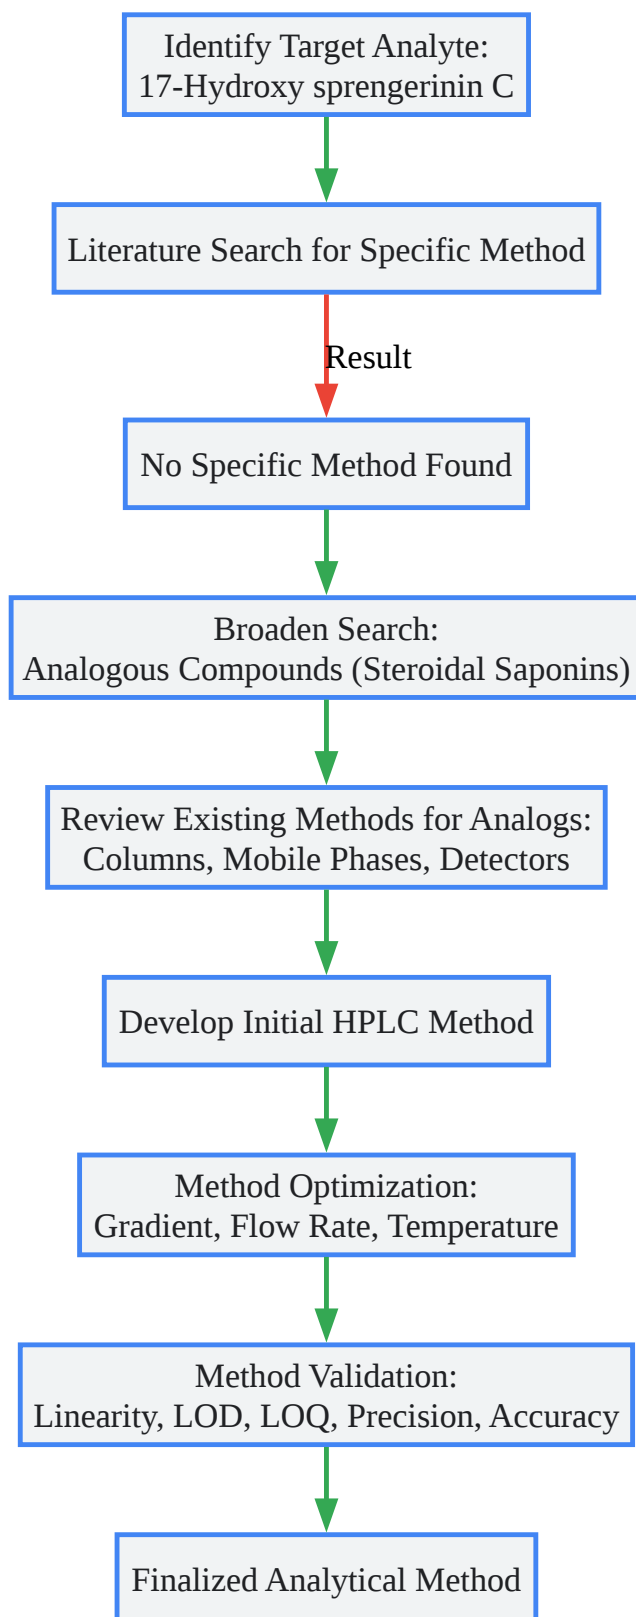 Identify Target Analyte:
17-Hydroxy sprengerinin C
Literature Search for Specific Method
Result
No Specific Method Found
Broaden Search:
Analogous Compounds (Steroidal Saponins)
Review Existing Methods for Analogs:
Columns, Mobile Phases, Detectors
Develop Initial HPLC Method
Method Optimization:
Gradient, Flow Rate, Temperature
Method Validation:
Linearity, LOD, LOQ, Precision, Accuracy
Finalized Analytical Method